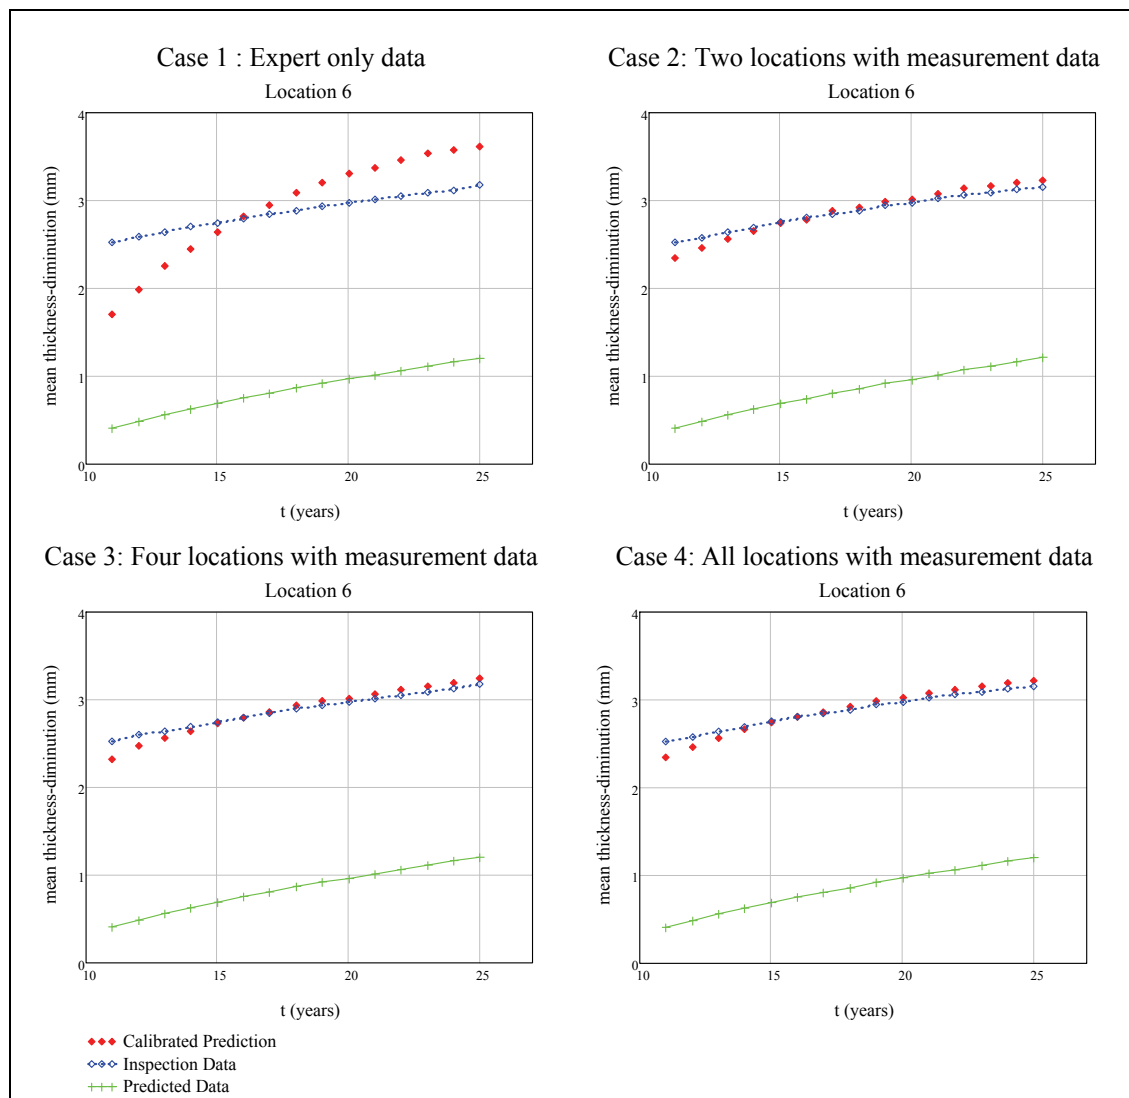 Case 1 : Expert only data
Location 6
4
3
2
1
0
10
15
20
25
mean thickness-diminution (mm)
t (years)
Case 2: Two locations with measurement data
Location 6
4
3
2
1
0
10
15
20
25
mean thickness-diminution (mm)
t (years)
Case 3: Four locations with measurement data
Location 6
4
3
2
1
0
10
15
20
25
mean thickness-diminution (mm)
t (years)
Case 4: All locations with measurement data
Location 6
4
3
2
1
0
10
15
20
25
mean thickness-diminution (mm)
t (years)
Calibrated Prediction
Inspection Data
Predicted Data